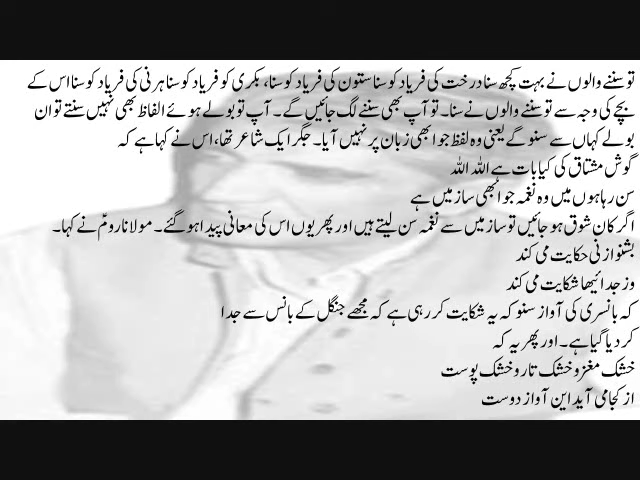 تو سننے والوں نے بہت کچھ سنا درخت کی فریاد کو سنا ستون کی فریاد کو سنا، بکری کو فریاد کو سنا ہرنی کی فریاد کو سنا اس کے
بچے کی وجہ سے تو سننے والوں نے سنا۔ تو آپ بھی سننے لگ جائیں گے۔ آپ تو بولے ہوئے الفاظ بھی نہیں سنتے تو ان
بولے کہاں سے سنو گے یعنی وہ لفظ جو ابھی زبان پر نہیں آیا۔ جگر ایک شاعر تھا، اس نے کہا ہے کہ
گوش مشتاق کی کیا بات ہے اللہ اللہ
سن رہا ہوں میں وہ نغمہ جو ابھی ساز میں ہے
اگر کان شوق ہو جائیں تو ساز میں سے نغمہ سن لیتے ہیں اور پھر یوں اس کی معانی پیدا ہو گئے۔ مولانا رومؒ نے کہا۔
بشنو از نی حکایت می کند
وز جدائیھا شکایت می کند
کہ بانسری کی آواز سنو کہ یہ شکایت کر رہی ہے کہ مجھے جنگل کے بانس سے جدا
کر دیا گیا ہے۔ اور پھر یہ کہ
خشک مغز و خشک تار و خشک پوست
از کجا می آید این آواز دوست